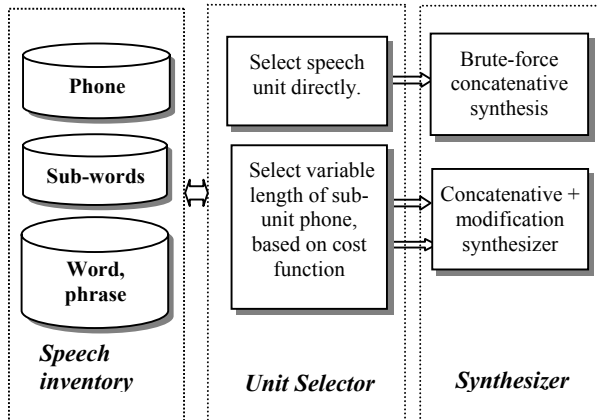 Phone
Sub-words
Word,
phrase
Speech
inventory
Select speech
unit directly.
Select variable
length of sub-
unit phone,
based on cost
function
Unit Selector
Brute-force
concatenative
synthesis
Concatenative +
modification
synthesizer
Synthesizer